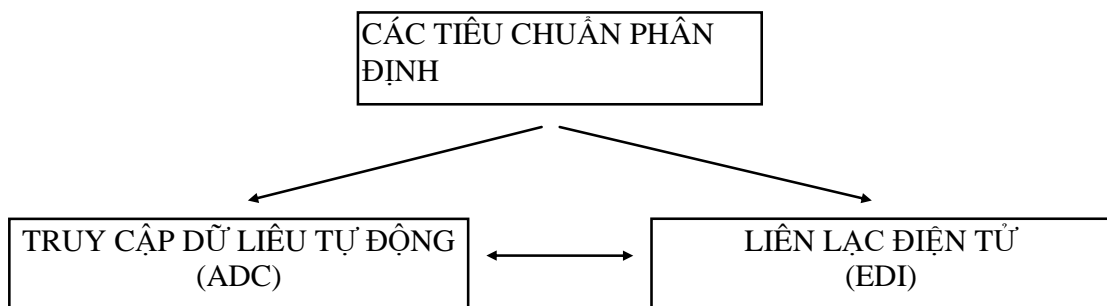 CÁC TIÊU CHUẨN PHÂN
ĐỊNH
TRUY CẬP DỮ LIÊU TỰ ĐỘNG
(ADC)
LIÊN LẠC ĐIỆN TỬ
(EDI)